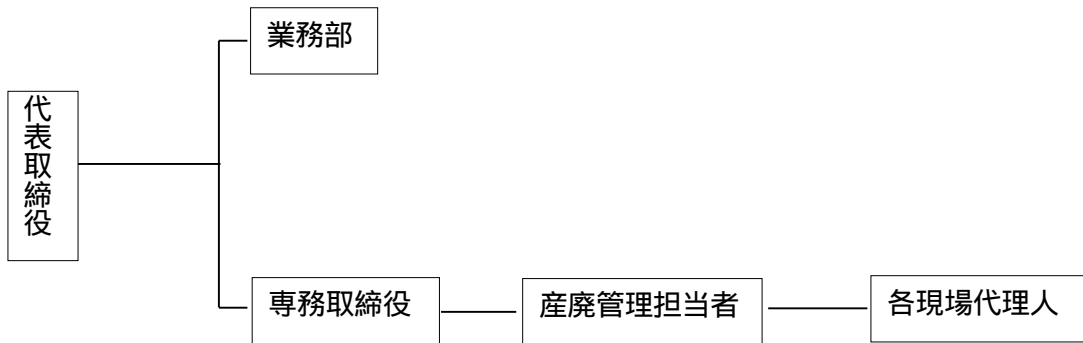 代表取締役
業務部
専務取締役
産廃管理担当者
各現場代理人